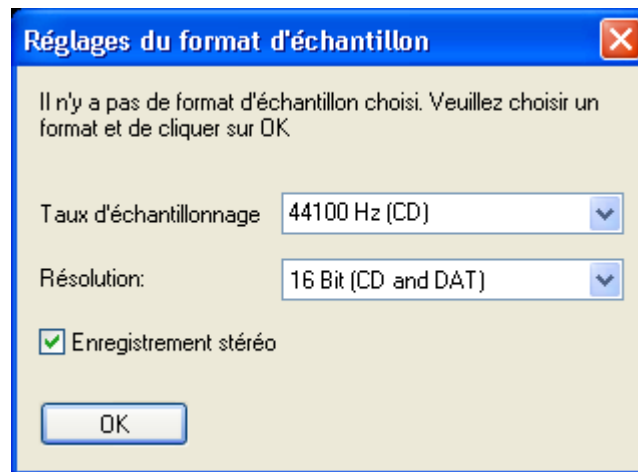 Réglages du format d'échantillon
Il n'y a pas de format d'échantillon choisi. Veuillez choisir un
format et de cliquer sur OK
Taux d'échantillonnage
44100 Hz (CD)
Résolution:
16 Bit (CD and DAT)
Enregistrement stéréo
OK